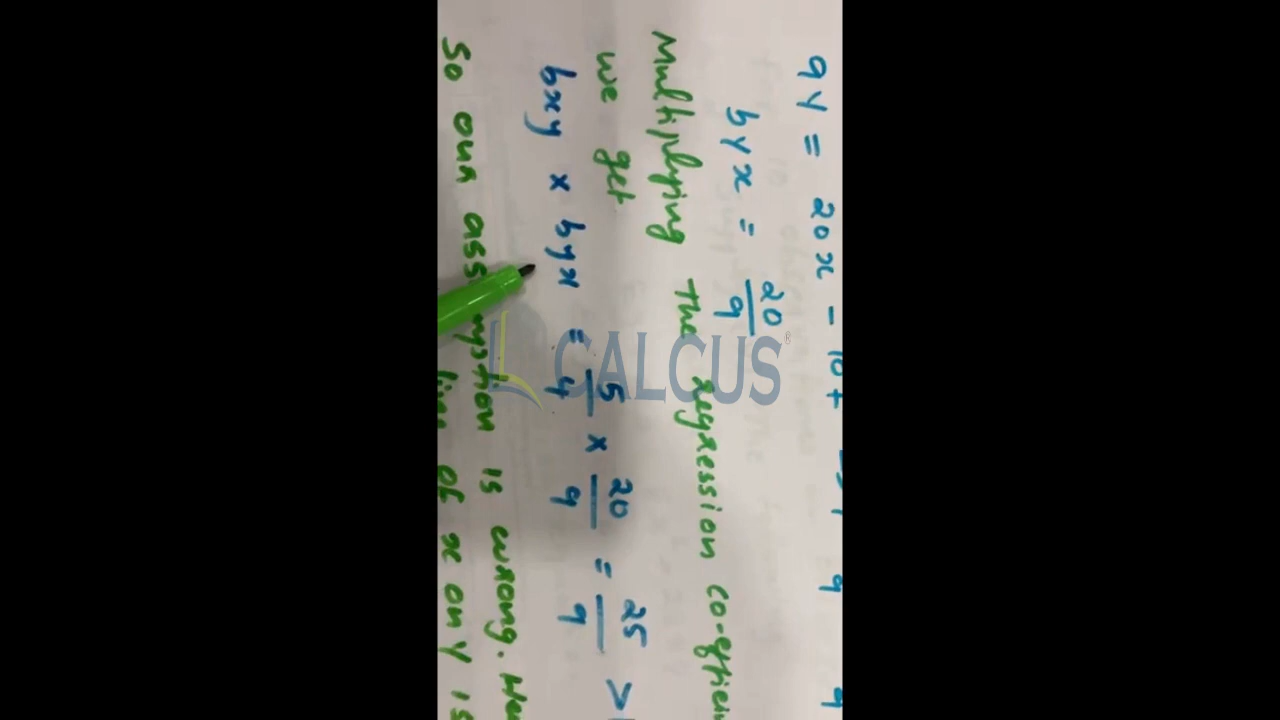 9y = 20x - 10+
byx = 20/9
Multiplying the regression co-efficien
we get
bxy x byx = 5/4 x 20/9 = 25/9 >
So our assumption is wrong. He
of x on y is
CALCUS®